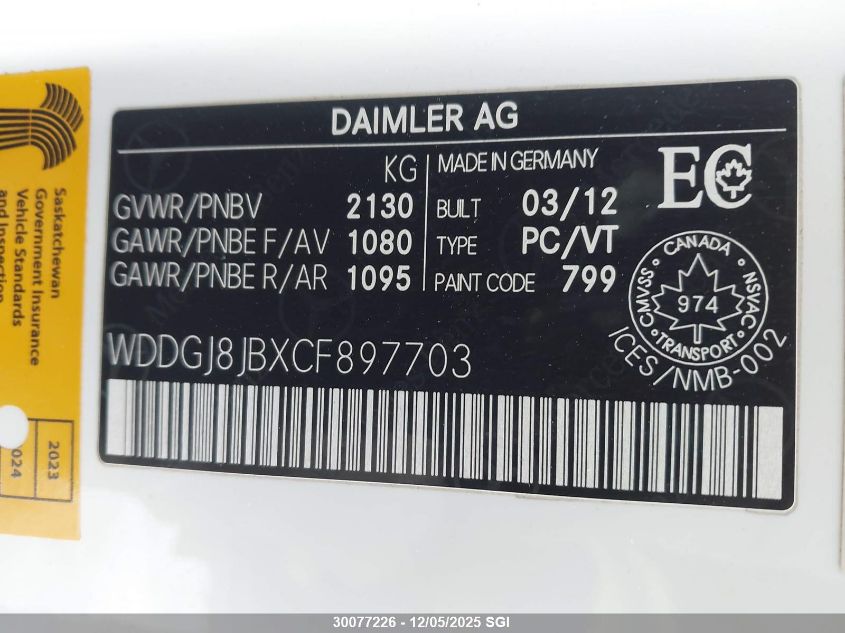 DAIMLER AG
KG
GVWR/PNBV 2130
GAWR/PNBE F/AV 1080
GAWR/PNBE R/AR 1095
MADE IN GERMANY
BUILT 03/12
TYPE PC/VT
PAINT CODE 799
EC
CANADA
CMVSS
974
NSVAC
TRANSPORT
ICES/NMB-002
WDDGJ8JBXCF897703
Saskatchewan
Government Insurance
Vehicle Standards
and Inspection
2023
024
30077226 - 12/05/2025 SGI